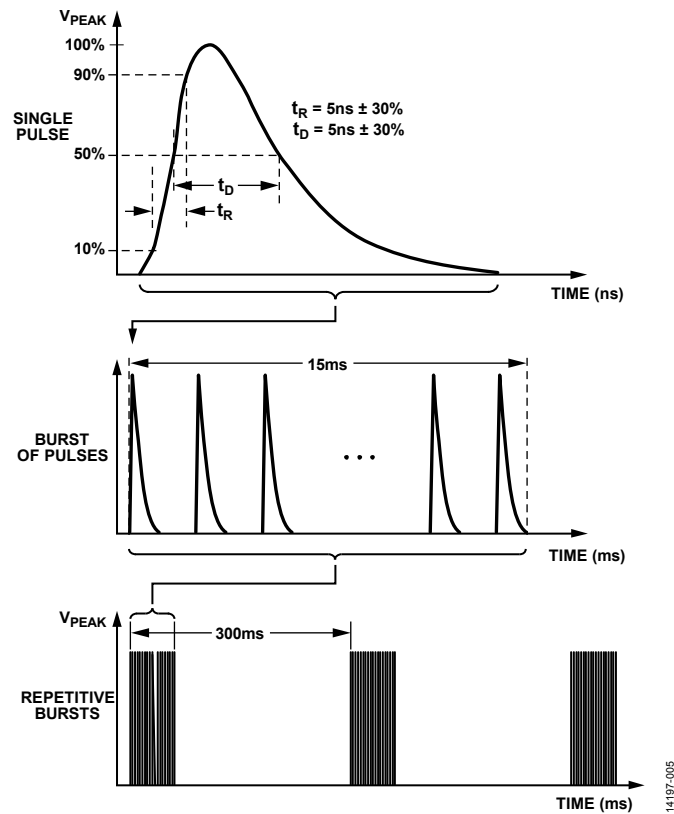 VPEAK
100%
90%
SINGLE
PULSE
tR = 5ns ± 30%
tD = 5ns ± 30%
50%
tD
tR
10%
TIME (ns)
15ms
BURST
OF PULSES
...
TIME (ms)
VPEAK
300ms
REPETITIVE
BURSTS
TIME (ms)
14197-005